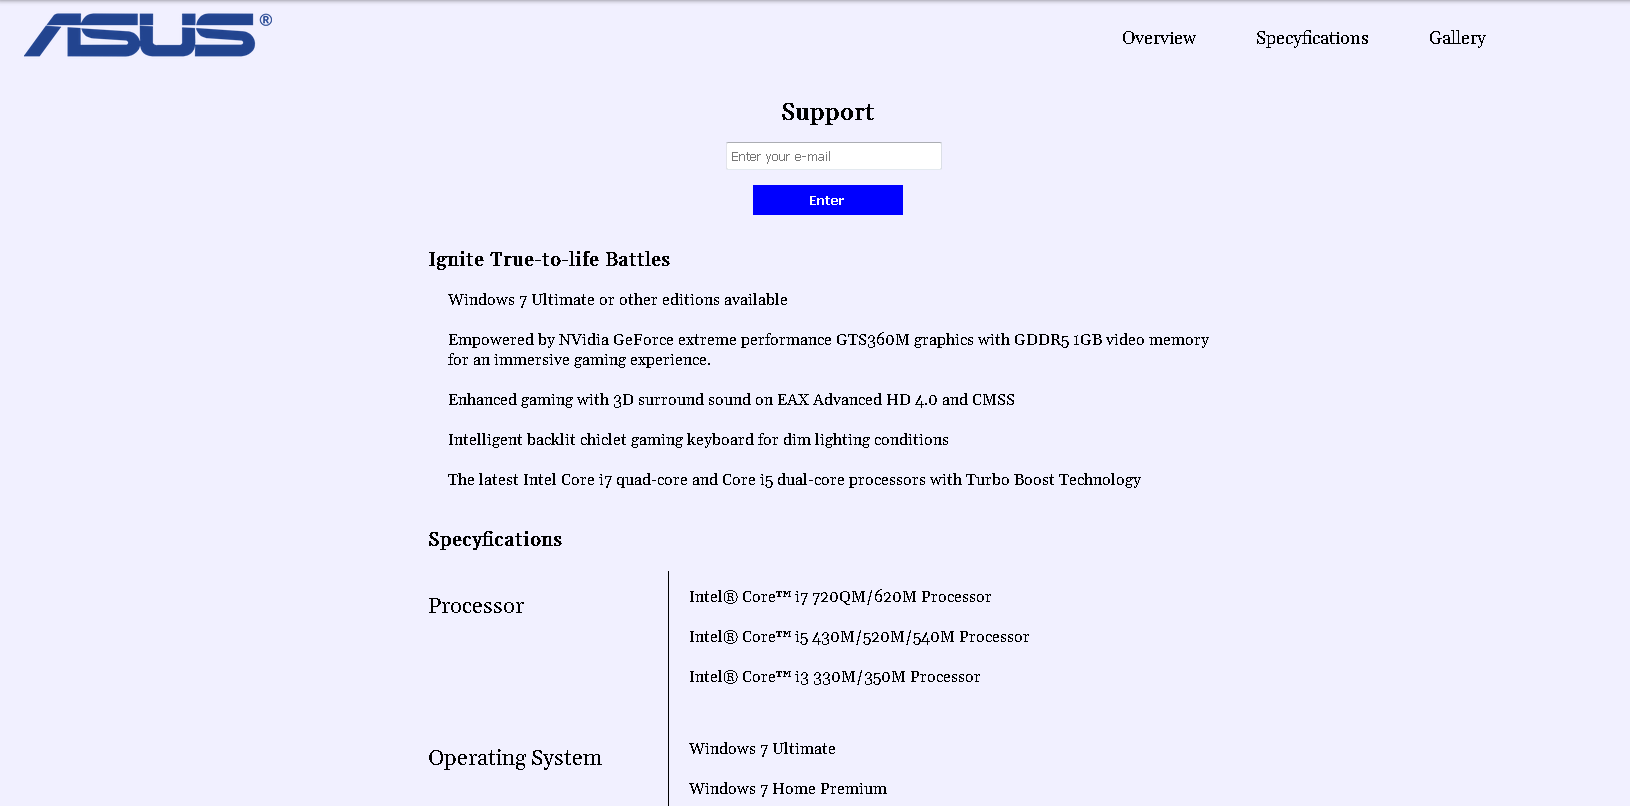 ASUS®
Overview Specyfications Gallery
Support
Enter your e-mail
Enter
Ignite True-to-life Battles
Windows 7 Ultimate or other editions available
Empowered by NVidia GeForce extreme performance GTS360M graphics with GDDR5 1GB video memory
for an immersive gaming experience.
Enhanced gaming with 3D surround sound on EAX Advanced HD 4.0 and CMSS
Intelligent backlit chiclet gaming keyboard for dim lighting conditions
The latest Intel Core i7 quad-core and Core i5 dual-core processors with Turbo Boost Technology
Specyfications
Processor
Intel® Core™ i7 720QM/620M Processor
Intel® Core™ i5 430M/520M/540M Processor
Intel® Core™ i3 330M/350M Processor
Operating System
Windows 7 Ultimate
Windows 7 Home Premium